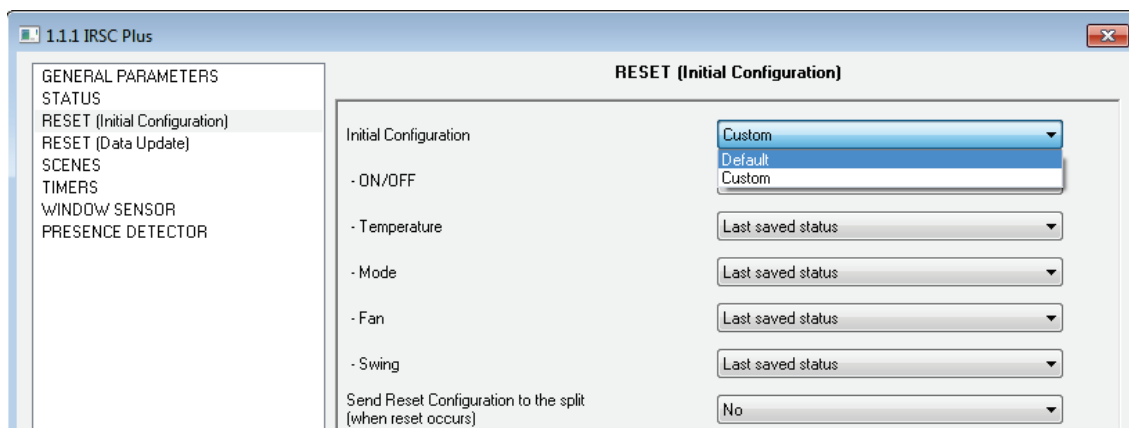 1.1.1 IRSC Plus
GENERAL PARAMETERS
STATUS
RESET (Initial Configuration)
RESET (Data Update)
SCENES
TIMERS
WINDOW SENSOR
PRESENCE DETECTOR
RESET (Initial Configuration)
Initial Configuration
Custom
Default
Custom
- ON/OFF
- Temperature
Last saved status
- Mode
Last saved status
- Fan
Last saved status
- Swing
Last saved status
Send Reset Configuration to the split
(when reset occurs)
No